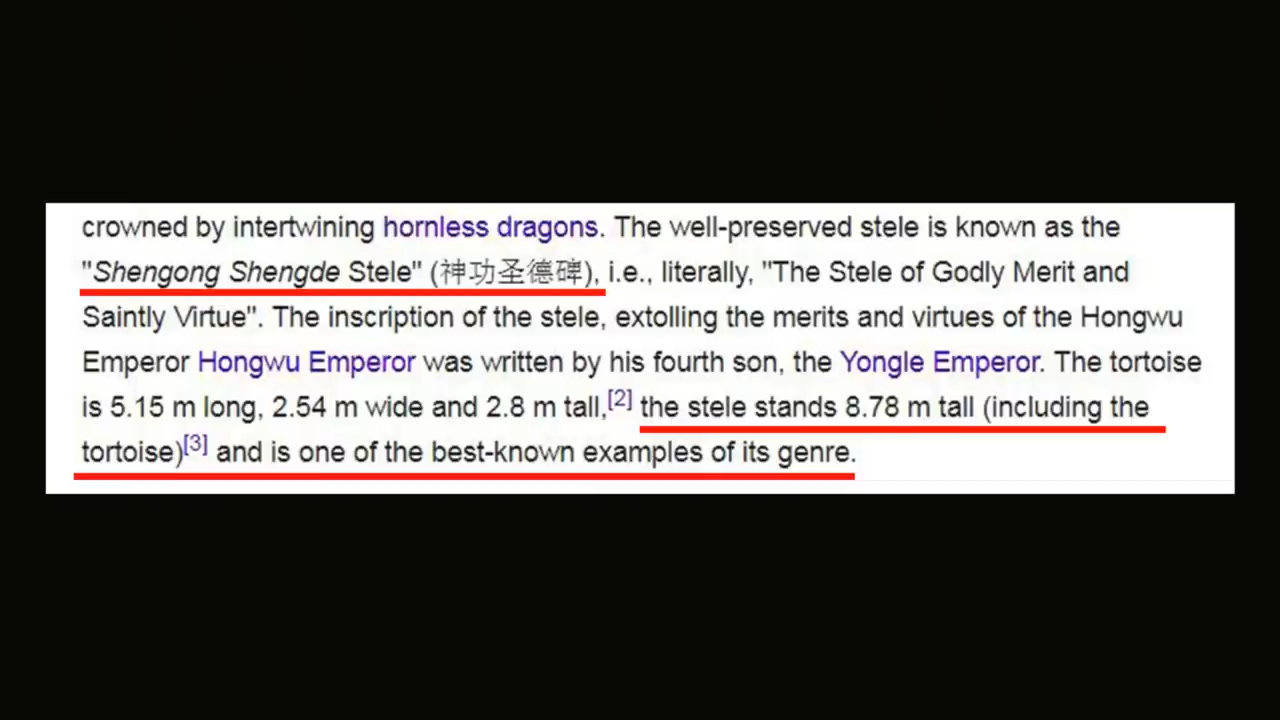 crowned by intertwining hornless dragons. The well-preserved stele is known as the
"Shengong Shengde Stele" (神功圣德碑), i.e., literally, "The Stele of Godly Merit and
Saintly Virtue". The inscription of the stele, extolling the merits and virtues of the Hongwu
Emperor Hongwu Emperor was written by his fourth son, the Yongle Emperor. The tortoise
is 5.15 m long, 2.54 m wide and 2.8 m tall,[2] the stele stands 8.78 m tall (including the
tortoise)[3] and is one of the best-known examples of its genre.